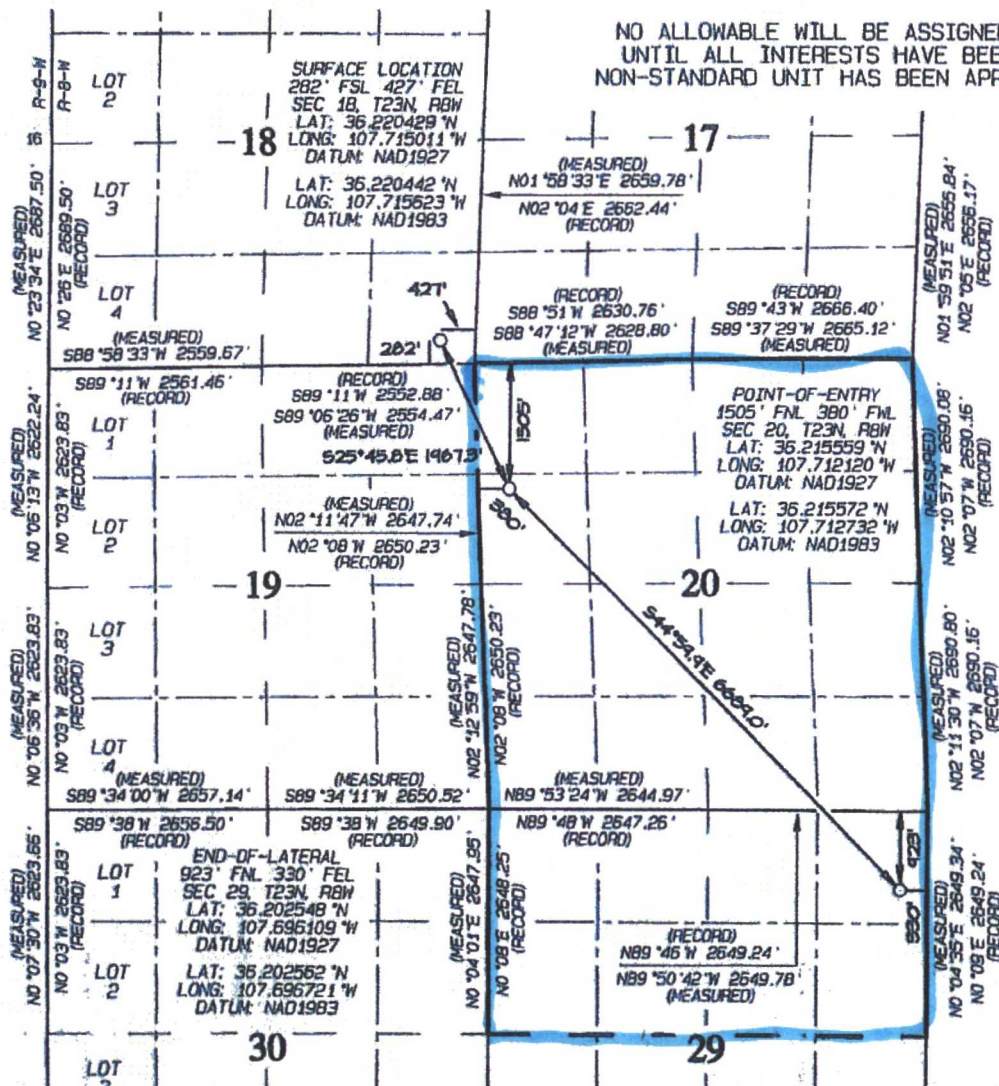 NO ALLOWABLE WILL BE ASSIGNE
UNTIL ALL INTERESTS HAVE BEE
NON-STANDARD UNIT HAS BEEN APR
R-9-W
R-8-W
16
LOT
2
SURFACE LOCATION
282' FSL 427' FEL
SEC 18, T23N, R8W
LAT: 36.220429 °N
LONG: 107.715011 °W
DATUM: NAD1927
LAT: 36.220442 °N
LONG: 107.715623 °W
DATUM: NAD1983
18
17
(MEASURED)
N01 °58'33"E 2659.78'
N02 °04'E 2662.44'
(RECORD)
(MEASURED)
N0 °23'34"E 2687.50'
N0 °26'E 2689.50'
(RECORD)
LOT
3
LOT
4
(MEASURED)
N01 °59'51"E 2655.84'
N02 °05'E 2656.17'
(RECORD)
427'
282'
(RECORD)
S88 °51'W 2630.76'
S88 °47'12"W 2628.80'
(MEASURED)
(RECORD)
S89 °43'W 2666.40'
S89 °37'29"W 2665.12'
(MEASURED)
(MEASURED)
S88 °58'33"W 2559.67'
S89 °11'W 2561.46'
(RECORD)
(RECORD)
S89 °11'W 2552.88'
S89 °06'26"W 2554.47'
(MEASURED)
S25°45.8'E 1967.3'
1505'
380'
POINT-OF-ENTRY
1505' FNL 380' FWL
SEC 20, T23N, R8W
LAT: 36.215559 °N
LONG: 107.712120 °W
DATUM: NAD1927
LAT: 36.215572 °N
LONG: 107.712732 °W
DATUM: NAD1983
(MEASURED)
N0 °06'13"W 2622.24'
N0 °03'W 2623.83'
(RECORD)
LOT
1
LOT
2
(MEASURED)
N02 °11'47"W 2647.74'
N02 °08'W 2650.23'
(RECORD)
(MEASURED)
N02 °10'57"W 2690.08'
N02 °07'W 2690.16'
(RECORD)
19
20
S44°54.9'E 6689.0'
(MEASURED)
N0 °06'36"W 2623.83'
N0 °03'W 2623.83'
(RECORD)
LOT
3
LOT
4
(MEASURED)
N02 °12'59"W 2647.78'
N02 °08'W 2650.23'
(RECORD)
(MEASURED)
N02 °11'30"W 2690.80'
N02 °07'W 2690.16'
(RECORD)
(MEASURED)
S89 °34'00"W 2657.14'
S89 °38'W 2656.50'
(RECORD)
(MEASURED)
S89 °34'11"W 2650.52'
S89 °38'W 2649.90'
(RECORD)
N89 °53'24"W 2644.97'
N89 °48'W 2647.26'
(RECORD)
923'
330'
(MEASURED)
N0 °07'30"W 2623.66'
N0 °03'W 2623.83'
(RECORD)
LOT
1
END-OF-LATERAL
923' FNL 330' FEL
SEC 29, T23N, R8W
LAT: 36.202548 °N
LONG: 107.696109 °W
DATUM: NAD1927
LAT: 36.202562 °N
LONG: 107.696721 °W
DATUM: NAD1983
LOT
2
(MEASURED)
N0 °04'01"E 2647.95'
N0 °08'E 2648.25'
(RECORD)
(RECORD)
N89 °46'W 2649.24'
N89 °50'42"W 2649.78'
(MEASURED)
(MEASURED)
N0 °04'35"E 2649.34'
N0 °09'E 2649.24'
(RECORD)
30
29
LOT